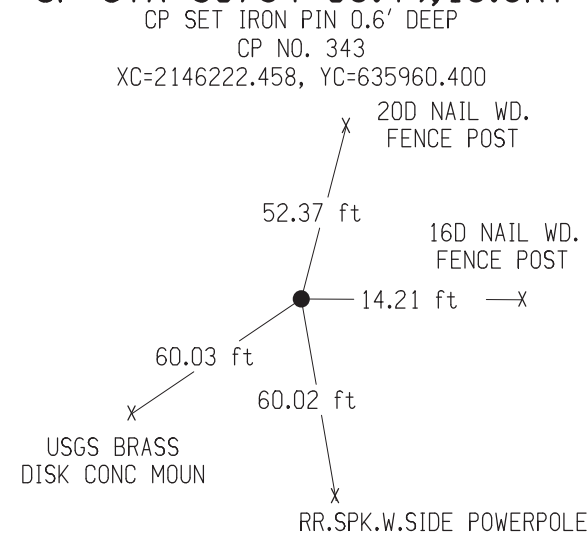 CP SET IRON PIN 0.6' DEEP
CP NO. 343
XC=2146222.458, YC=635960.400
20D NAIL WD.
FENCE POST
52.37 ft
16D NAIL WD.
FENCE POST
14.21 ft
60.03 ft
60.02 ft
USGS BRASS
DISK CONC MOUN
RR.SPK.W.SIDE POWERPOLE